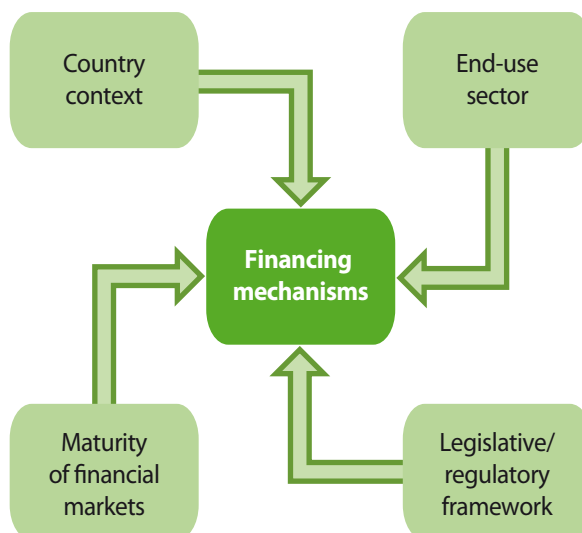 Country
context
End-use
sector
Financing
mechanisms
Maturity
of financial
markets
Legislative/
regulatory
framework